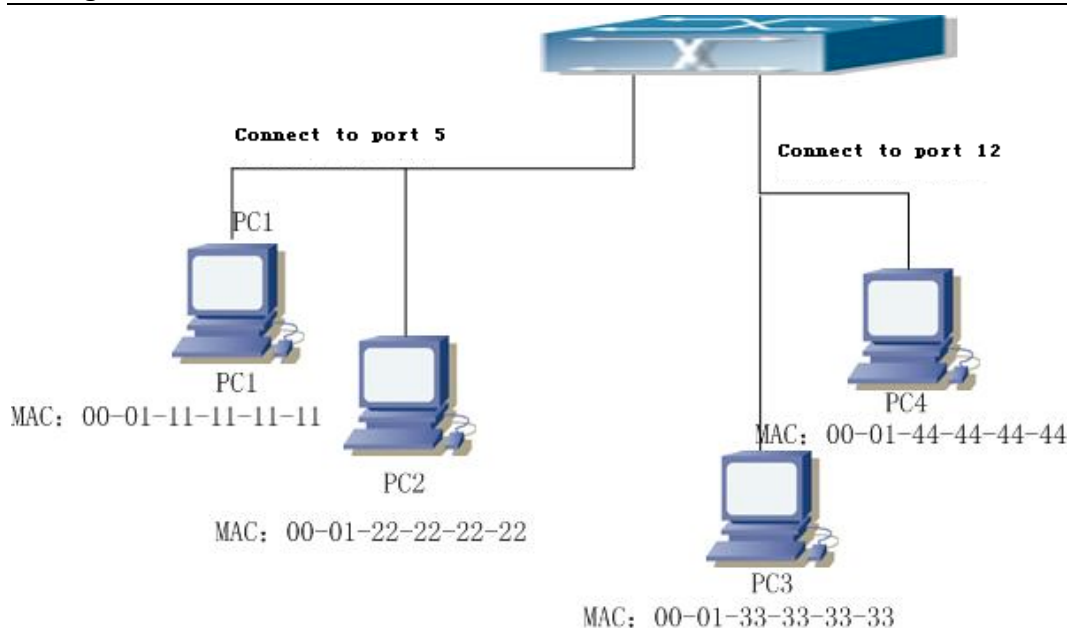 Connect to port 5
Connect to port 12
PC1
PC1
MAC: 00-01-11-11-11-11
PC2
MAC: 00-01-22-22-22-22
PC4
MAC: 00-01-44-44-44-44
PC3
MAC: 00-01-33-33-33-33